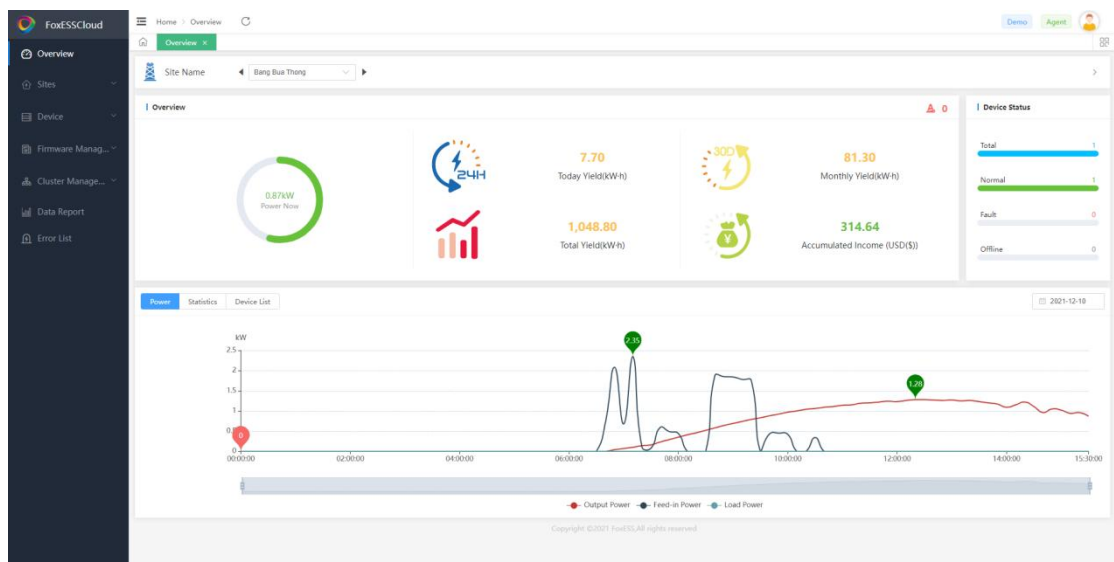 FoxESSCloud
Home > Overview
Demo
Agent
Overview ×
Overview
Sites
Device
Firmware Manag...
Cluster Manage...
Data Report
Error List
Site Name
Bang Bua Thong
Overview
0
0.87kW
Power Now
24H
7.70
Today Yield(kW·h)
30D
81.30
Monthly Yield(kW·h)
1,048.80
Total Yield(kW·h)
¥
314.64
Accumulated Income (USD($))
Device Status
Total 1
Normal 1
Fault 0
Offline 0
Power
Statistics
Device List
2021-12-10
kW
2.5
2
1.5
1
0
2.35
1.28
0
00:00:00 02:00:00 04:00:00 06:00:00 08:00:00 10:00:00 12:00:00 14:00:00 15:30:00
Output Power Feed-in Power Load Power
Copyright ©2021 FoxESS,All rights reserved